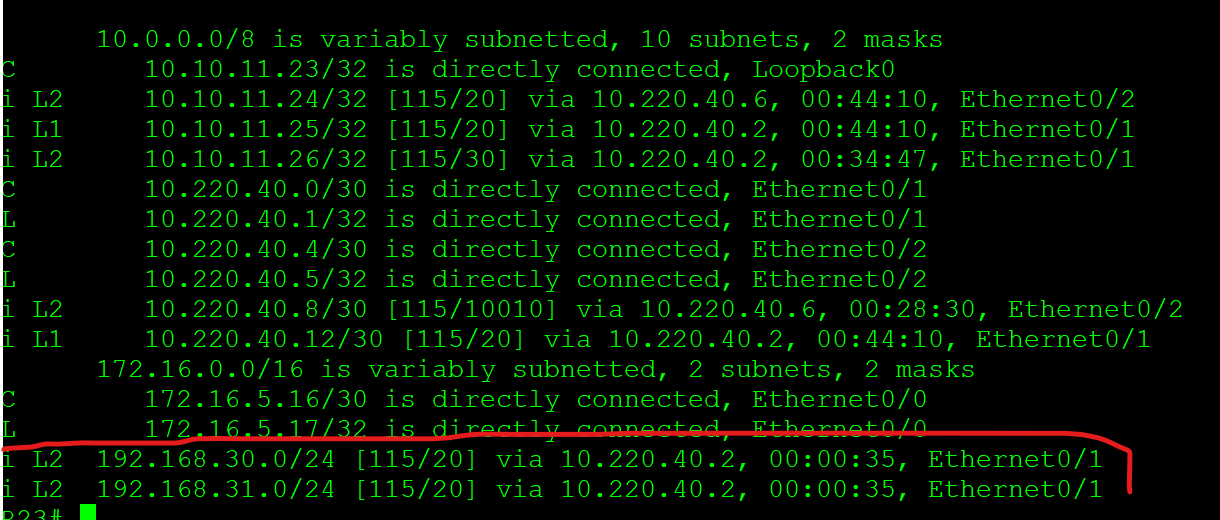 10.0.0.0/8 is variably subnetted, 10 subnets, 2 masks
C 10.10.11.23/32 is directly connected, Loopback0
i L2 10.10.11.24/32 [115/20] via 10.220.40.6, 00:44:10, Ethernet0/2
i L1 10.10.11.25/32 [115/20] via 10.220.40.2, 00:44:10, Ethernet0/1
i L2 10.10.11.26/32 [115/30] via 10.220.40.2, 00:34:47, Ethernet0/1
C 10.220.40.0/30 is directly connected, Ethernet0/1
L 10.220.40.1/32 is directly connected, Ethernet0/1
C 10.220.40.4/30 is directly connected, Ethernet0/2
L 10.220.40.5/32 is directly connected, Ethernet0/2
i L2 10.220.40.8/30 [115/10010] via 10.220.40.6, 00:28:30, Ethernet0/2
i L1 10.220.40.12/30 [115/20] via 10.220.40.2, 00:44:10, Ethernet0/1
172.16.0.0/16 is variably subnetted, 2 subnets, 2 masks
C 172.16.5.16/30 is directly connected, Ethernet0/0
L 172.16.5.17/32 is directly connected, Ethernet0/0
i L2 192.168.30.0/24 [115/20] via 10.220.40.2, 00:00:35, Ethernet0/1
i L2 192.168.31.0/24 [115/20] via 10.220.40.2, 00:00:35, Ethernet0/1
R23#